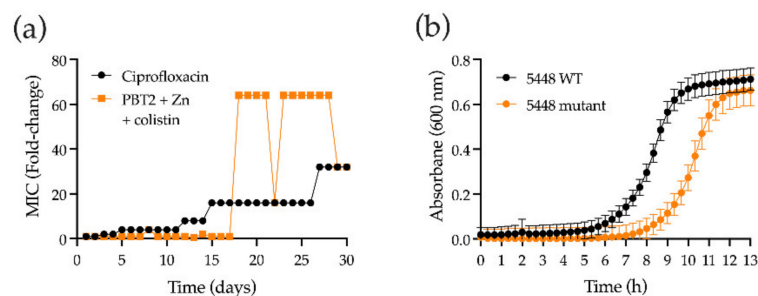 (a)
MIC (Fold-change)
80
60
40
20
0
Ciprofloxacin
PBT2 + Zn
+ colistin
0 5 10 15 20 25 30
Time (days)
(b)
Absorbane (600 nm)
0.8
0.6
0.4
0.2
0.0
5448 WT
5448 mutant
0 1 2 3 4 5 6 7 8 9 10 11 12 13
Time (h)